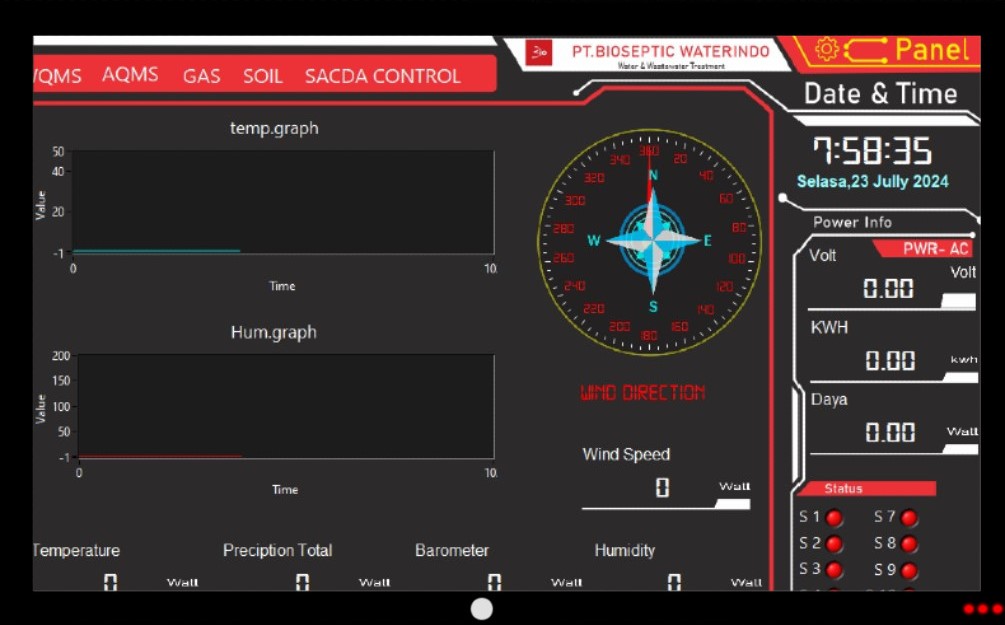 /QMS AQMS GAS SOIL SACDA CONTROL
PT.BIOSEPTIC WATERINDO
Water & Wastewater Treatment
Panel
Date & Time
7:58:35
Selasa,23 Jully 2024
temp.graph
50
40
20
-1
Value
0
10
Time
Hum.graph
200
150
100
50
-1
Value
0
10
Time
360 20 40 60 80 100 120 140 160 180 200 220 240 260 280 300 320 340
N
E
S
W
WIND DIRECTION
Wind Speed
0 Watt
Power Info
PWR- AC
Volt
0.00 Volt
KWH
0.00 kwh
Daya
0.00 Watt
Status
S 1 S 7
S 2 S 8
S 3 S 9
Temperature Preciption Total Barometer Humidity
0 Watt 0 Watt 0 Watt 0 Watt